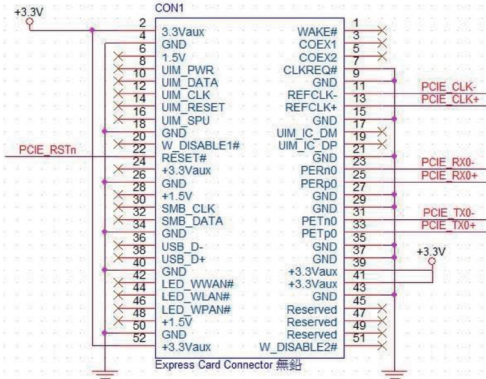 CON1
+3.3V
2 3.3Vaux WAKE# 1
4 GND COEX1 3
6 1.5V COEX2 5
8 UIM_PWR CLKREQ# 7
10 UIM_DATA GND 9
12 UIM_CLK REFCLK- 11 PCIE_CLK-
14 UIM_RESET REFCLK+ 13 PCIE_CLK+
16 UIM_SPU GND 15
18 GND UIM_IC_DM 17
20 W_DISABLE1# UIM_IC_DP 19
PCIE_RSTn 22 RESET# GND 21
24 +3.3Vaux PERn0 23 PCIE_RX0-
26 GND PERp0 25 PCIE_RX0+
28 +1.5V GND 27
30 SMB_CLK GND 29
32 SMB_DATA PETn0 31 PCIE_TX0-
34 GND PETp0 33 PCIE_TX0+
36 USB_D- GND 35
38 USB_D+ GND 37
40 GND +3.3Vaux 39 +3.3V
42 LED_WWAN# +3.3Vaux 41
44 LED_WLAN# GND 43
46 LED_WPAN# Reserved 45
48 +1.5V Reserved 47
50 GND Reserved 49
52 +3.3Vaux W_DISABLE2# 51
Express Card Connector 無鉛